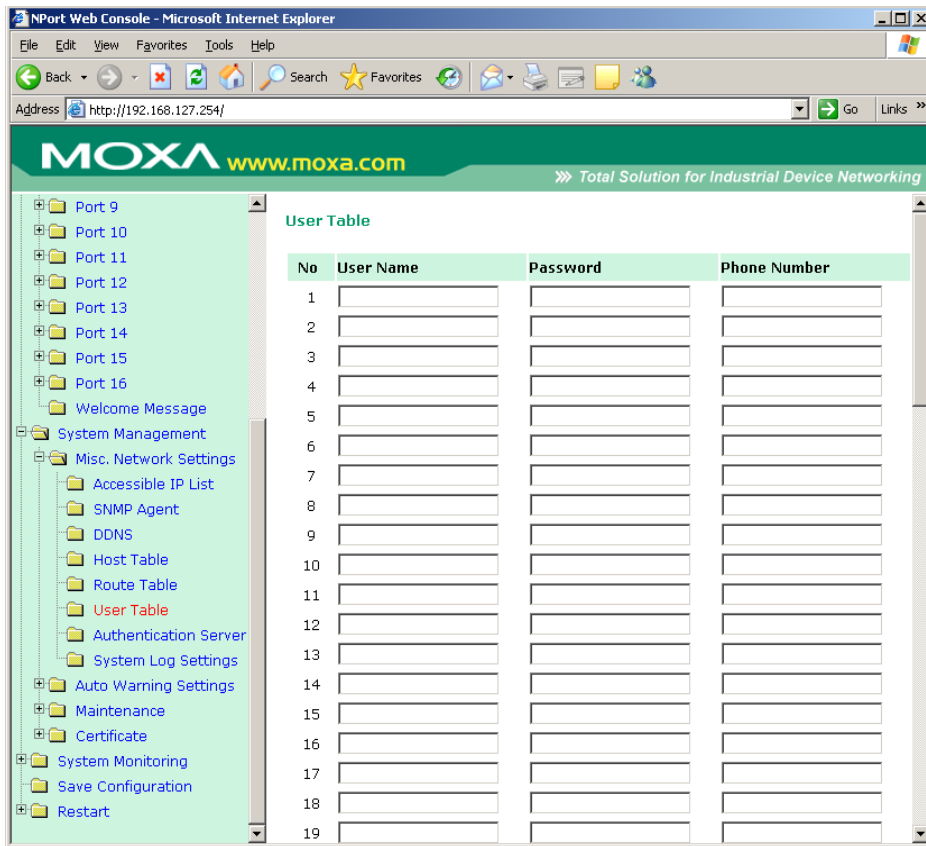 NPort Web Console - Microsoft Internet Explorer
File Edit View Favorites Tools Help
Back Search Favorites
Address http://192.168.127.254/ Go Links »
MOXA www.moxa.com
Total Solution for Industrial Device Networking
Port 9
Port 10
Port 11
Port 12
Port 13
Port 14
Port 15
Port 16
Welcome Message
System Management
Misc. Network Settings
Accessible IP List
SNMP Agent
DDNS
Host Table
Route Table
User Table
Authentication Server
System Log Settings
Auto Warning Settings
Maintenance
Certificate
System Monitoring
Save Configuration
Restart
User Table
No User Name Password Phone Number
1
2
3
4
5
6
7
8
9
10
11
12
13
14
15
16
17
18
19